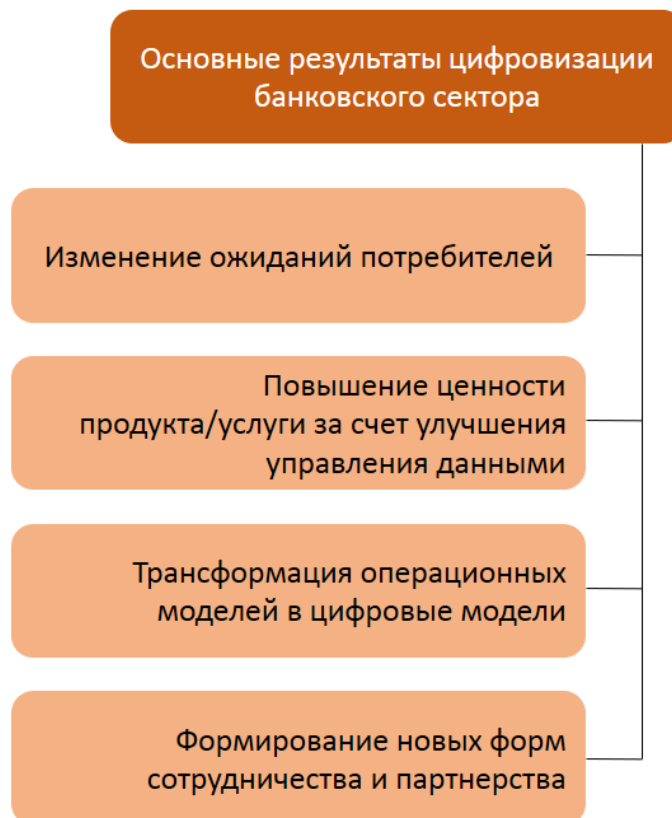 Основные результаты цифровизации
банковского сектора
Изменение ожиданий потребителей
Повышение ценности
продукта/услуги за счет улучшения
управления данными
Трансформация операционных
моделей в цифровые модели
Формирование новых форм
сотрудничества и партнерства